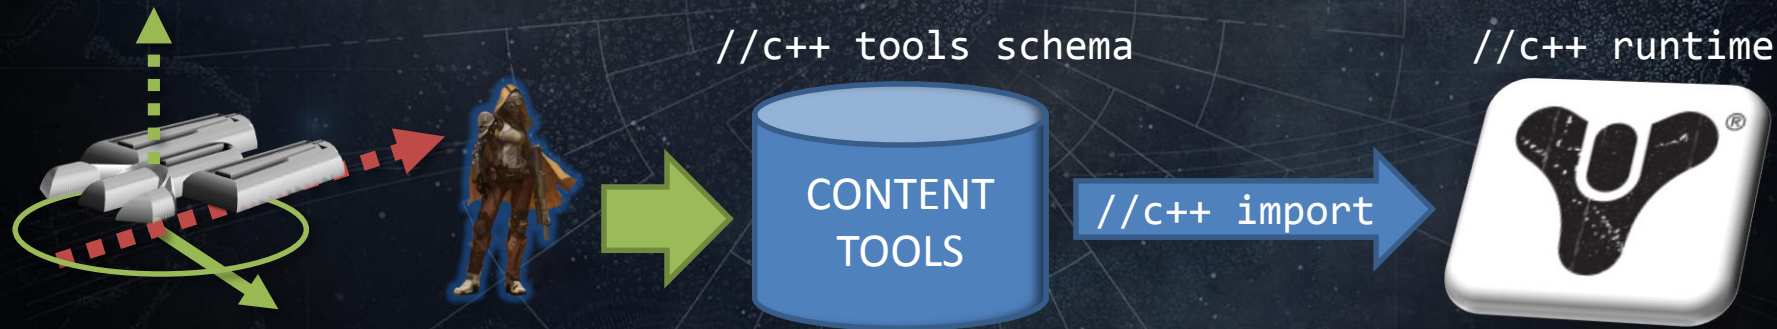 //c++ tools schema
//c++ runtime
CONTENT
TOOLS
//c++ import
®